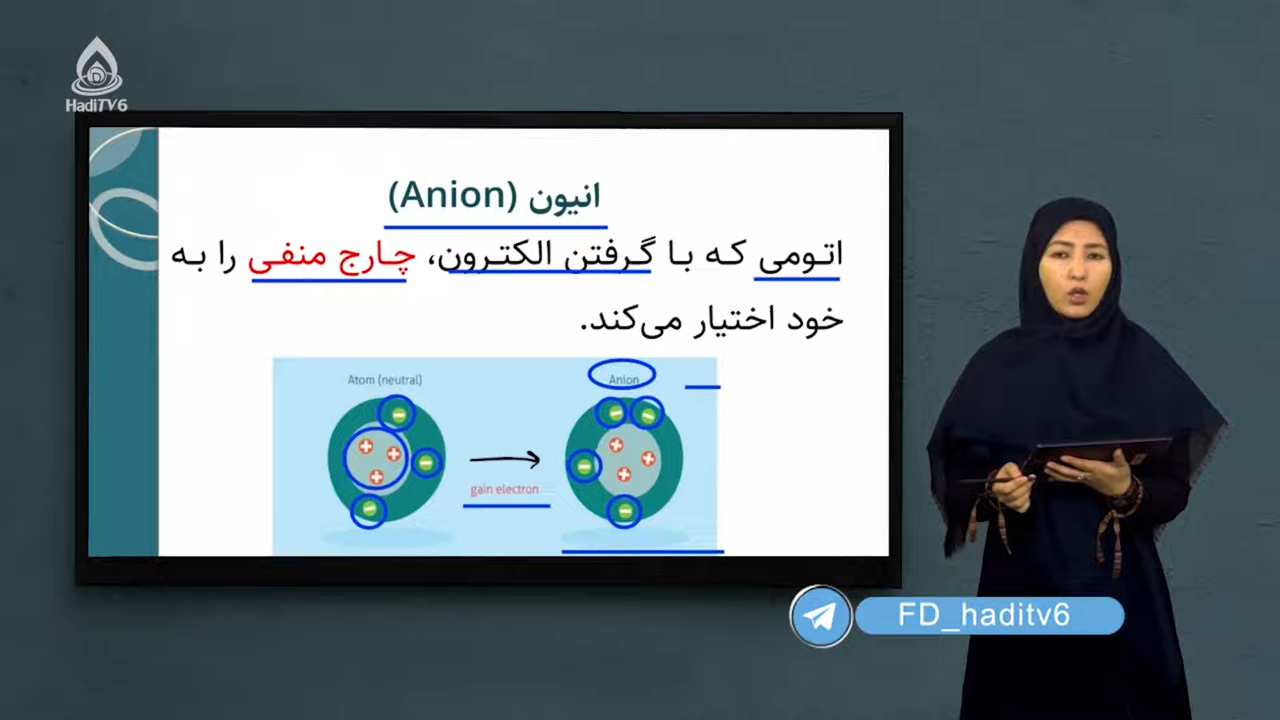 HadiTV6
انیون (Anion)
اتومی که با گرفتن الکترون، چارج منفی را به
خود اختیار می‌کند.
Atom (neutral)
Anion
gain electron
FD_haditv6